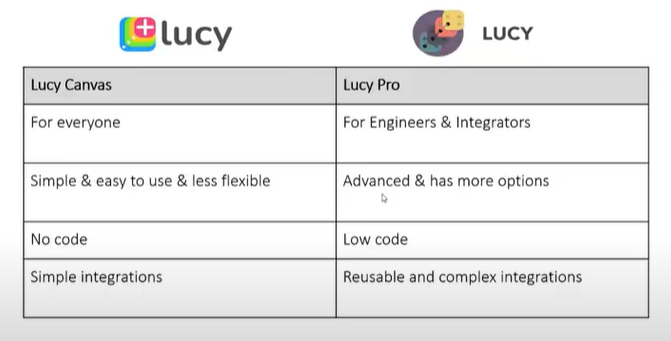 lucy
LUCY
Lucy Canvas
Lucy Pro
For everyone
For Engineers & Integrators
Simple & easy to use & less flexible
Advanced & has more options
No code
Low code
Simple integrations
Reusable and complex integrations